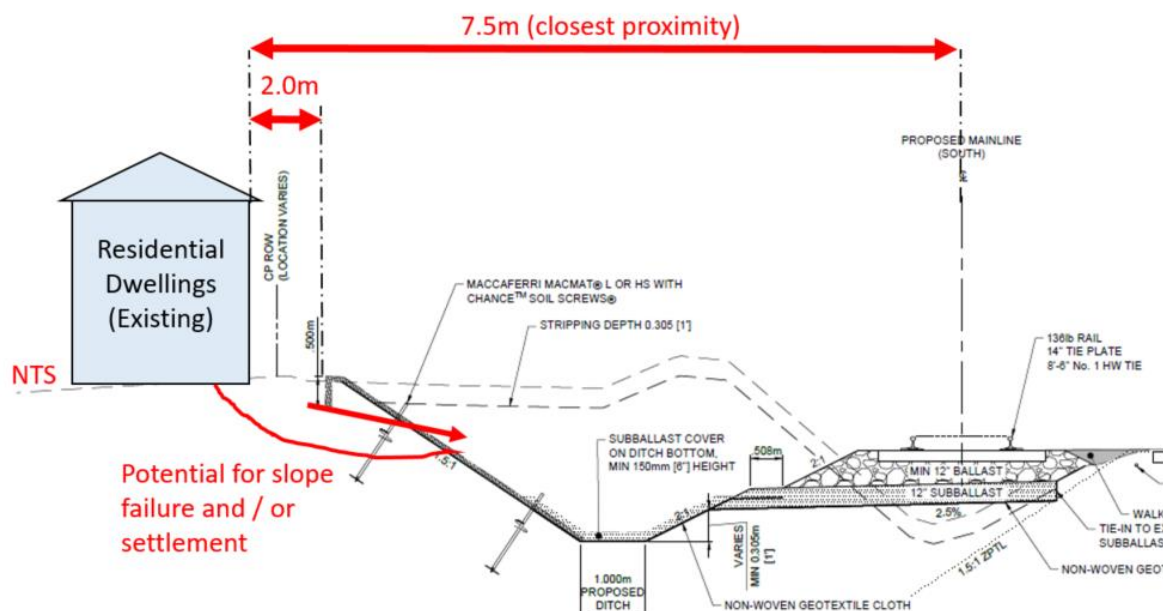 7.5m (closest proximity)
2.0m
PROPOSED MAINLINE
(SOUTH)
Residential
Dwellings
(Existing)
CP ROW
(LOCATION VARIES)
MACCAFERRI MACMAT® L OR HS WITH
CHANCE™ SOIL SCREWS®
STRIPPING DEPTH 0.305 [1']
.500m
136lb RAIL
14" TIE PLATE
8'-6" No. 1 HW TIE
NTS
SUBBALLAST COVER
ON DITCH BOTTOM,
MIN 150mm [6"] HEIGHT
.508m
2:1
1.5:1
MIN 12" BALLAST
12" SUBBALLAST
2.5%
Potential for slope
failure and / or
settlement
2:1
VARIES
MIN 0.305m
[1']
WALK
TIE-IN TO E
SUBBALLAS
1.5:1 ZPTL
NON-WOVEN GEOT
1.000m
PROPOSED
DITCH
NON-WOVEN GEOTEXTILE CLOTH